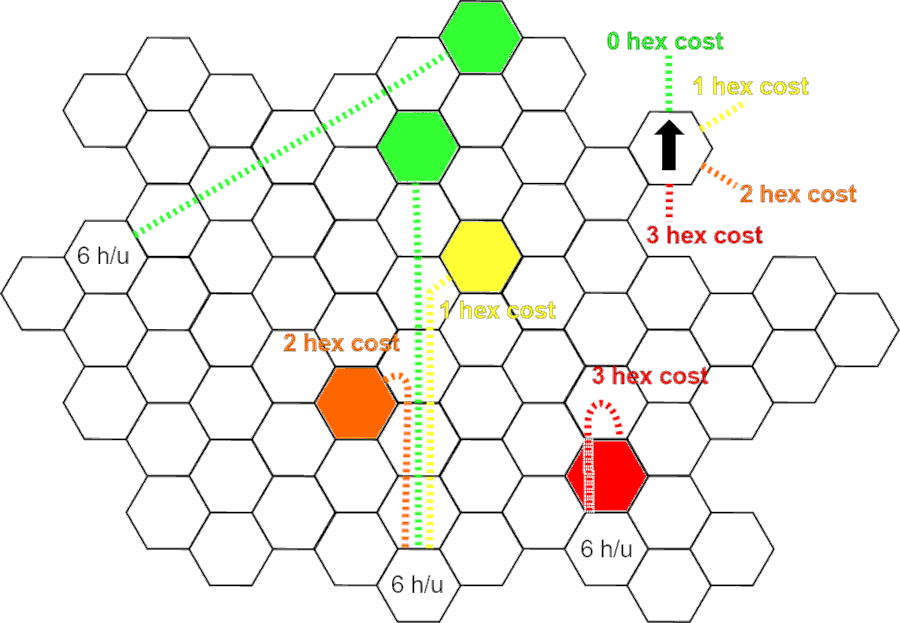 0 hex cost
1 hex cost
2 hex cost
3 hex cost
6 h/u
1 hex cost
2 hex cost
3 hex cost
6 h/u
6 h/u